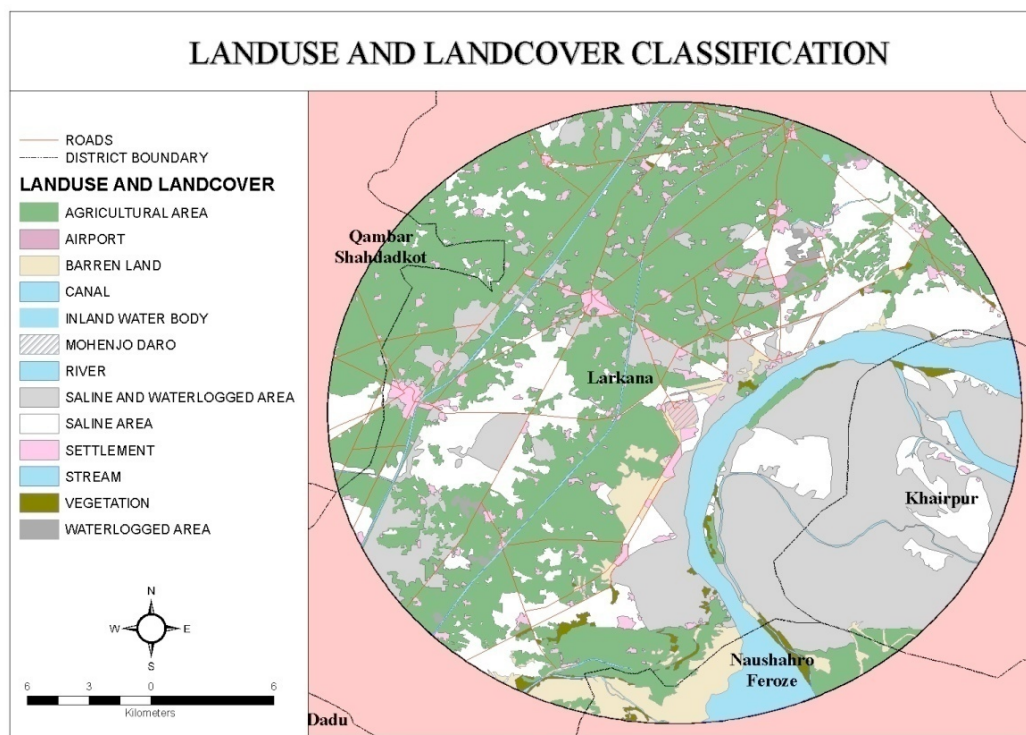 LANDUSE AND LANDCOVER CLASSIFICATION
ROADS
DISTRICT BOUNDARY
LANDUSE AND LANDCOVER
AGRICULTURAL AREA
AIRPORT
BARREN LAND
CANAL
INLAND WATER BODY
MOHENJO DARO
RIVER
SALINE AND WATERLOGGED AREA
SALINE AREA
SETTLEMENT
STREAM
VEGETATION
WATERLOGGED AREA
N
W E
S
6 3 0 6
Kilometers
Qambar
Shahdadkot
Larkana
Khairpur
Naushahro
Feroze
Dadu